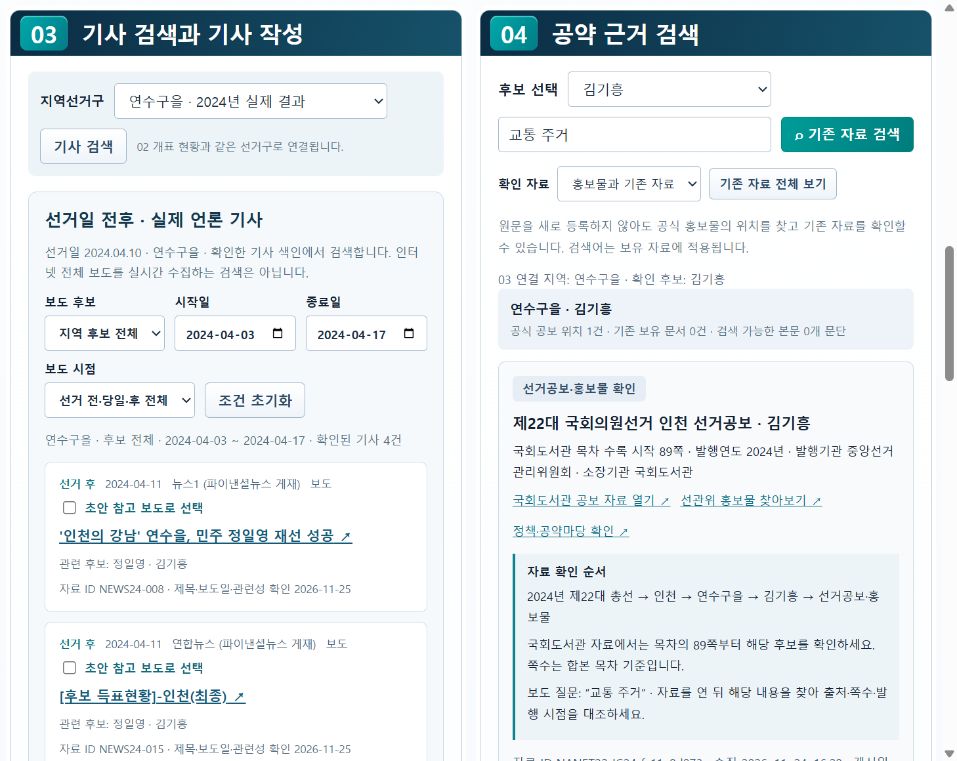 03 기사 검색과 기사 작성
지역선거구 연수구을 · 2024년 실제 결과
기사 검색 02 개표 현황과 같은 선거구로 연결됩니다.
선거일 전후 · 실제 언론 기사
선거일 2024.04.10 · 연수구을 · 확인한 기사 색인에서 검색합니다. 인터
넷 전체 보도를 실시간 수집하는 검색은 아닙니다.
보도 후보 시작일 종료일
지역 후보 전체 2024-04-03 2024-04-17
보도 시점
선거 전·당일·후 전체 조건 초기화
연수구을 · 후보 전체 · 2024-04-03 ~ 2024-04-17 · 확인된 기사 4건
선거 후 2024-04-11 뉴스1 (파이낸셜뉴스 게재) 보도
초안 참고 보도로 선택
'인천의 강남' 연수을, 민주 정일영 재선 성공 ↗
관련 후보: 정일영 · 김기흥
자료 ID NEWS24-008 · 제목·보도일·관련성 확인 2026-11-25
선거 후 2024-04-11 연합뉴스 (파이낸셜뉴스 게재) 보도
초안 참고 보도로 선택
[후보 득표현황]-인천(최종) ↗
관련 후보: 정일영 · 김기흥
자료 ID NEWS24-015 · 제목·보도일·관련성 확인 2026-11-25
04 공약 근거 검색
후보 선택 김기흥
교통 주거 ⌕ 기존 자료 검색
확인 자료 홍보물과 기존 자료 기존 자료 전체 보기
원문을 새로 등록하지 않아도 공식 홍보물의 위치를 찾고 기존 자료를 확인할
수 있습니다. 검색어는 보유 자료에 적용됩니다.
03 연결 지역: 연수구을 · 확인 후보: 김기흥
연수구을 · 김기흥
공식 공보 위치 1건 · 기존 보유 문서 0건 · 검색 가능한 본문 0개 문단
선거공보·홍보물 확인
제22대 국회의원선거 인천 선거공보 · 김기흥
국회도서관 목차 수록 시작 89쪽 · 발행연도 2024년 · 발행기관 중앙선거
관리위원회 · 소장기관 국회도서관
국회도서관 공보 자료 열기 ↗ 선관위 홍보물 찾아보기 ↗
정책·공약마당 확인 ↗
자료 확인 순서
2024년 제22대 총선 → 인천 → 연수구을 → 김기흥 → 선거공보·홍
보물
국회도서관 자료에서는 목차의 89쪽부터 해당 후보를 확인하세요.
쪽수는 합본 목차 기준입니다.
보도 질문: “교통 주거” · 자료를 연 뒤 해당 내용을 찾아 출처·쪽수·발
행 시점을 대조하세요.